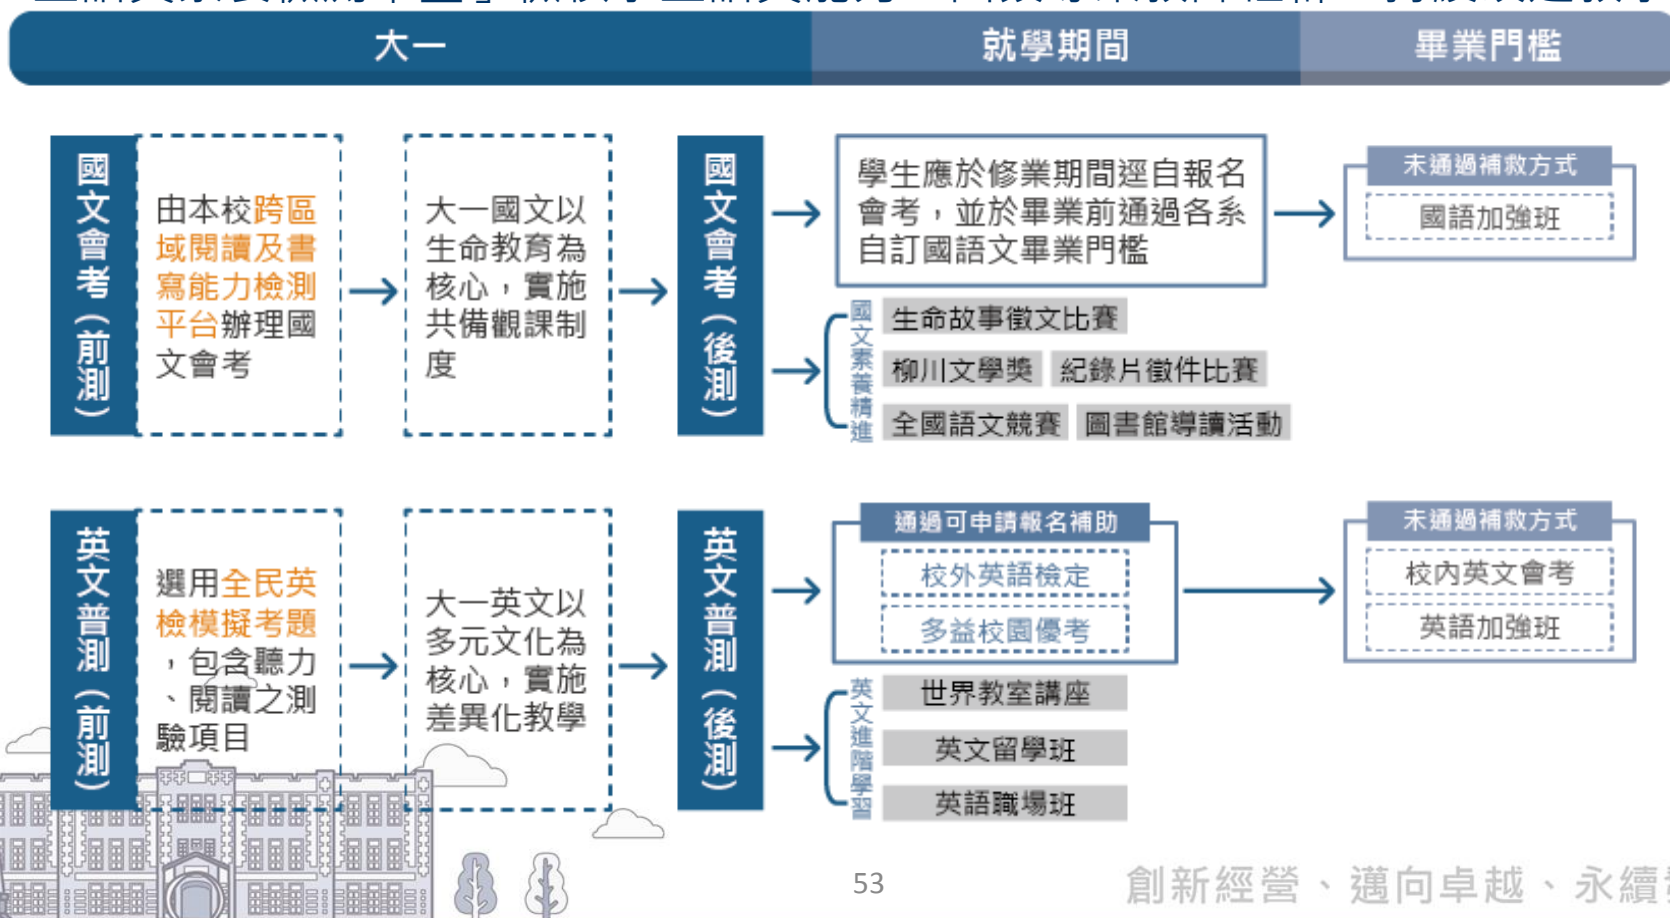 大一
就學期間
畢業門檻
國文會考(前測)
由本校跨區
域閱讀及書
寫能力檢測
平台辦理國
文會考
大一國文以
生命教育為
核心，實施
共備觀課制
度
國文會考(後測)
學生應於修業期間逕自報名
會考，並於畢業前通過各系
自訂國語文畢業門檻
國文素養精進
生命故事徵文比賽
柳川文學獎 紀錄片徵件比賽
全國語文競賽 圖書館導讀活動
未通過補救方式
國語加強班
英文普測(前測)
選用全民英
檢模擬考題
，包含聽力
、閱讀之測
驗項目
大一英文以
多元文化為
核心，實施
差異化教學
英文普測(後測)
通過可申請報名補助
校外英語檢定
多益校園優考
英文進階學習
世界教室講座
英文留學班
英語職場班
未通過補救方式
校內英文會考
英語加強班
53
創新經營、邁向卓越、永續